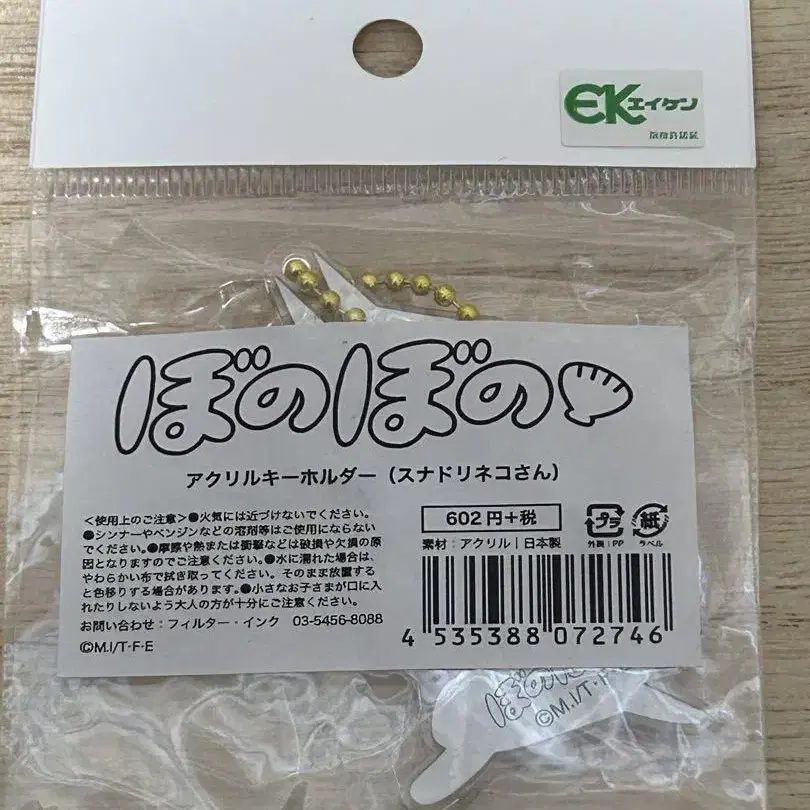 EKエイケン
ぼのぼの
アクリルキーホルダー（スナドリネコさん）
＜使用上のご注意＞●火気には近づけないでください。
●シンナーやベンジンなどの溶剤等はご使用にならない
でください。●摩擦や熱または衝撃などは破損や欠損の原
因となりますのでご注意ください。●水に濡れた場合は、
やわらかい布で拭き取ってください。そのまま放置する
と色移りする場合があります。●小さなお子さまが口に入
れたりしないよう大人の方が十分にご注意ください。
お問い合わせ：フィルター・インク 03-5456-8088
©M.I/T・F・E
602円+税
素材：アクリル｜日本製
プラ
外装：PP
紙
ラベル
4 535388 072746
ぼのぼの
©M.I/T・F